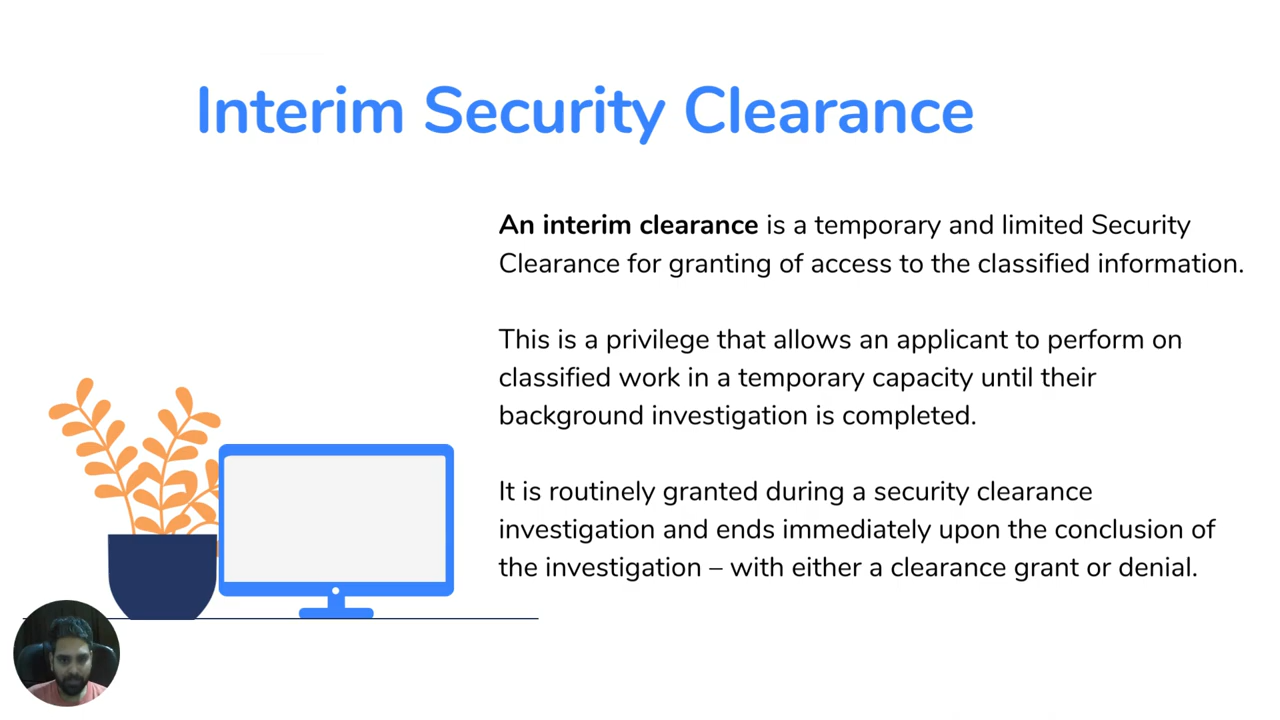 Interim Security Clearance
An interim clearance is a temporary and limited Security
Clearance for granting of access to the classified information.
This is a privilege that allows an applicant to perform on
classified work in a temporary capacity until their
background investigation is completed.
It is routinely granted during a security clearance
investigation and ends immediately upon the conclusion of
the investigation – with either a clearance grant or denial.